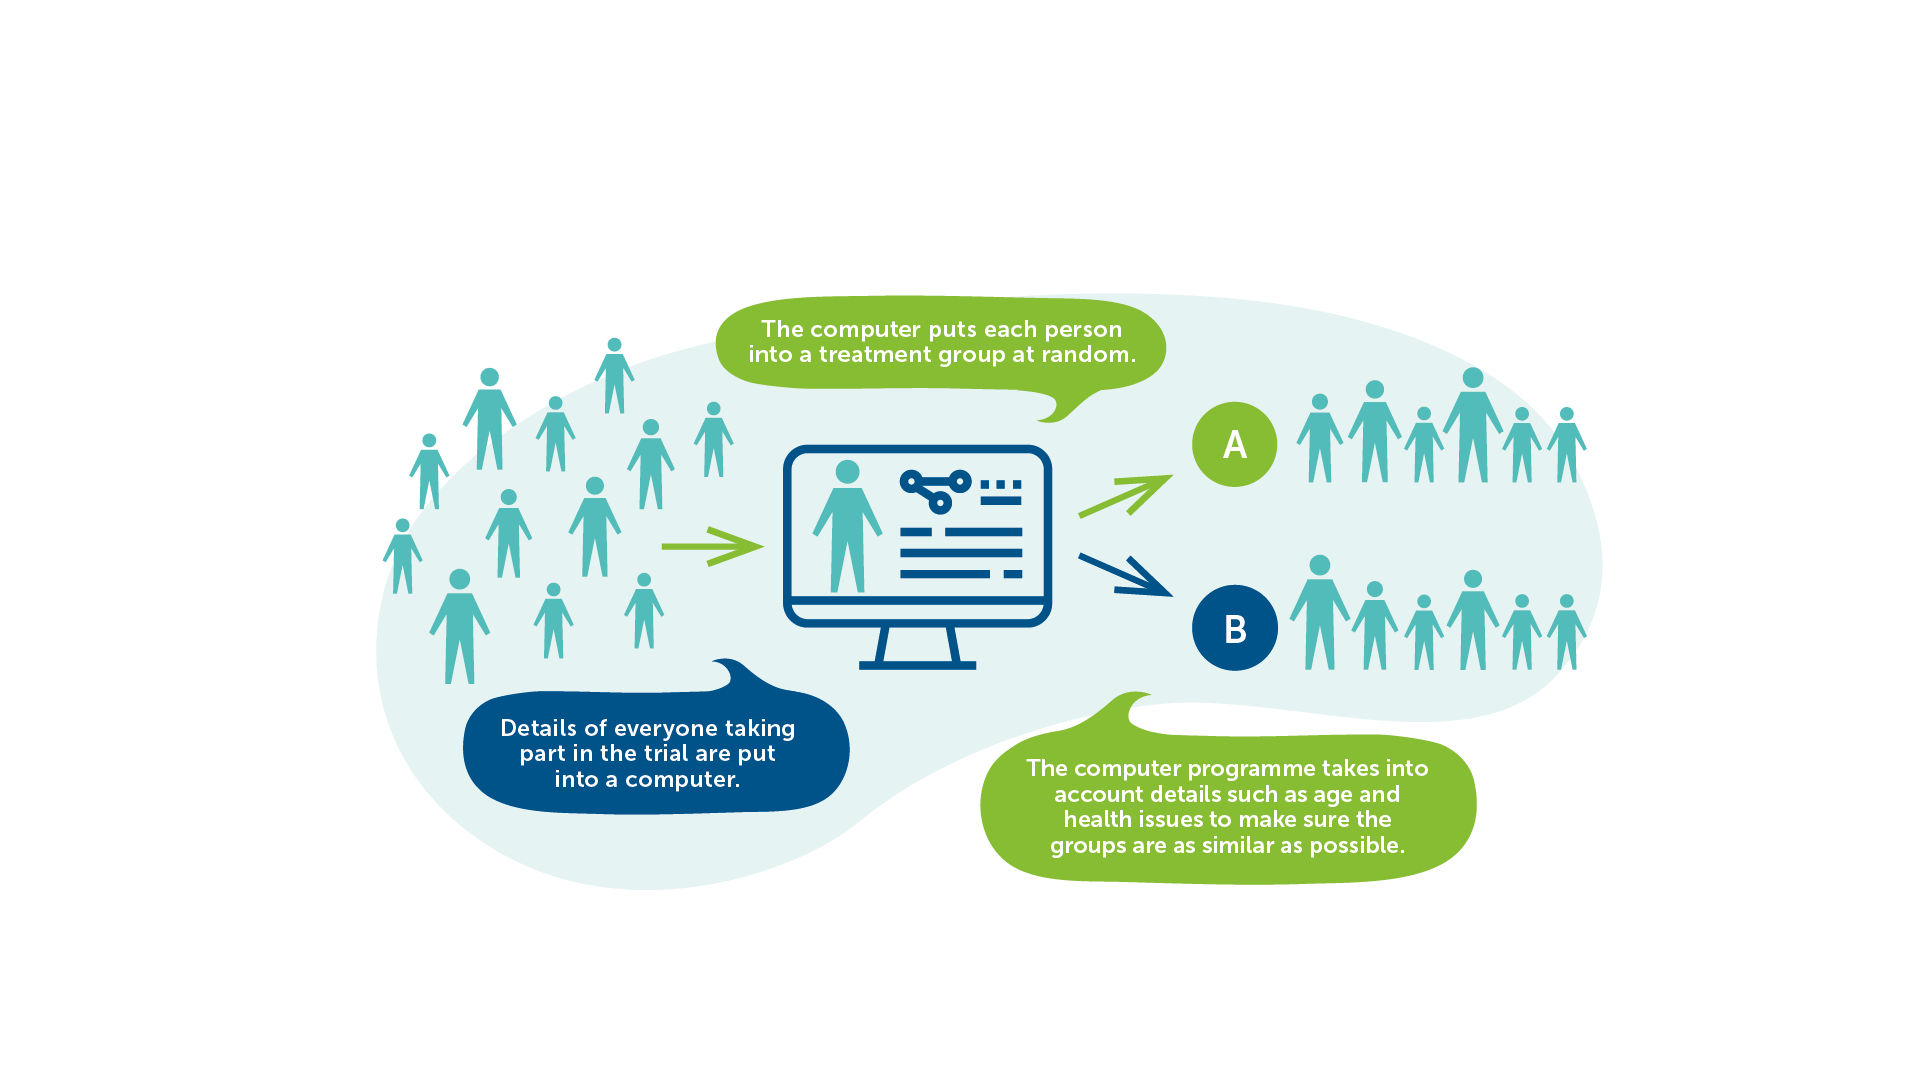 The computer puts each person
into a treatment group at random.
A
B
Details of everyone taking
part in the trial are put
into a computer.
The computer programme takes into
account details such as age and
health issues to make sure the
groups are as similar as possible.